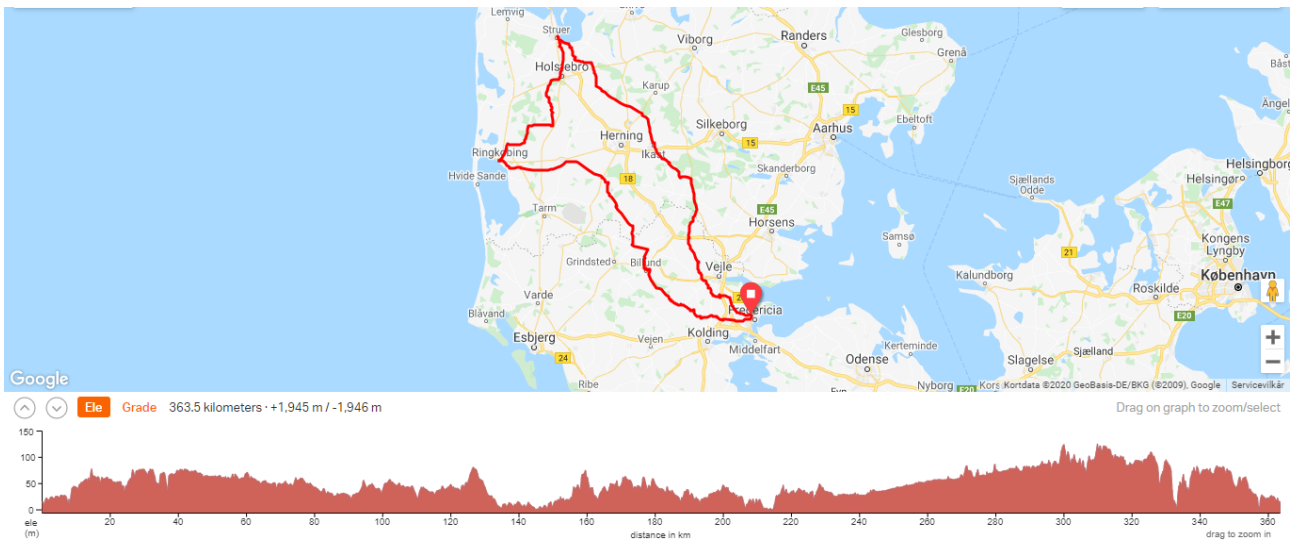 Lemvig
Struer
Viborg
Randers
Glesborg
Grenå
Holstebro
Karup
E45
15
Ebeltoft
Silkeborg
Aarhus
15
Herning
Ikast
Ringkøbing
Skanderborg
Hvide Sande
18
Helsingborg
Helsingør
Sjællands
Odde
E45
E47
Tarm
Horsens
Samsø
Kongens
Lyngby
21
Grindsted
Billund
Vejle
Kalundborg
København
Roskilde
Varde
Fredericia
E20
Blåvand
Kolding
Esbjerg
Vejen
Middelfart
Kerteminde
24
Odense
Slagelse
Sjælland
Ribe
Nyborg
E20
Google
Kortdata ©2020 GeoBasis-DE/BKG (©2009), Google
Servicevilkår
Ele Grade 363.5 kilometers · +1,945 m / -1,946 m
Drag on graph to zoom/select
150
100
50
0
ele
(m)
20 40 60 80 100 120 140 160 180 200 220 240 260 280 300 320 340 360
distance in km
drag to zoom in